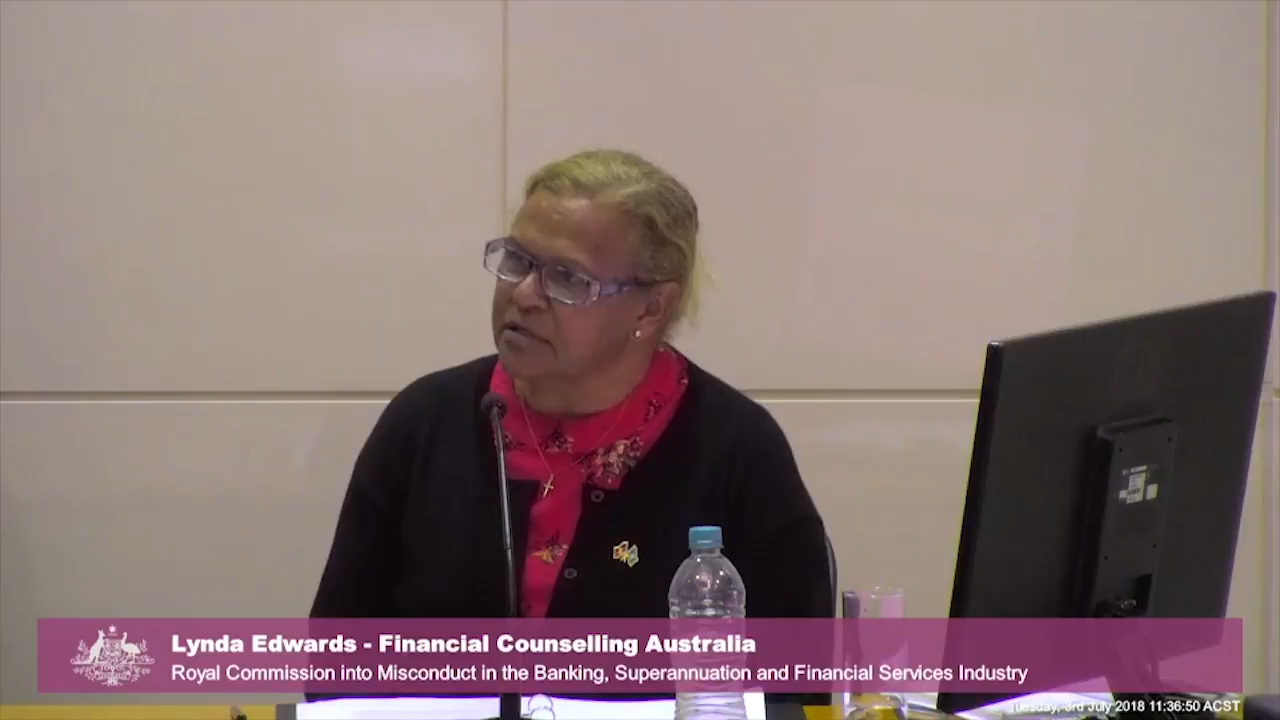 Lynda Edwards - Financial Counselling Australia
Royal Commission into Misconduct in the Banking, Superannuation and Financial Services Industry
Tuesday, 3rd July 2018 11:36:50 ACST